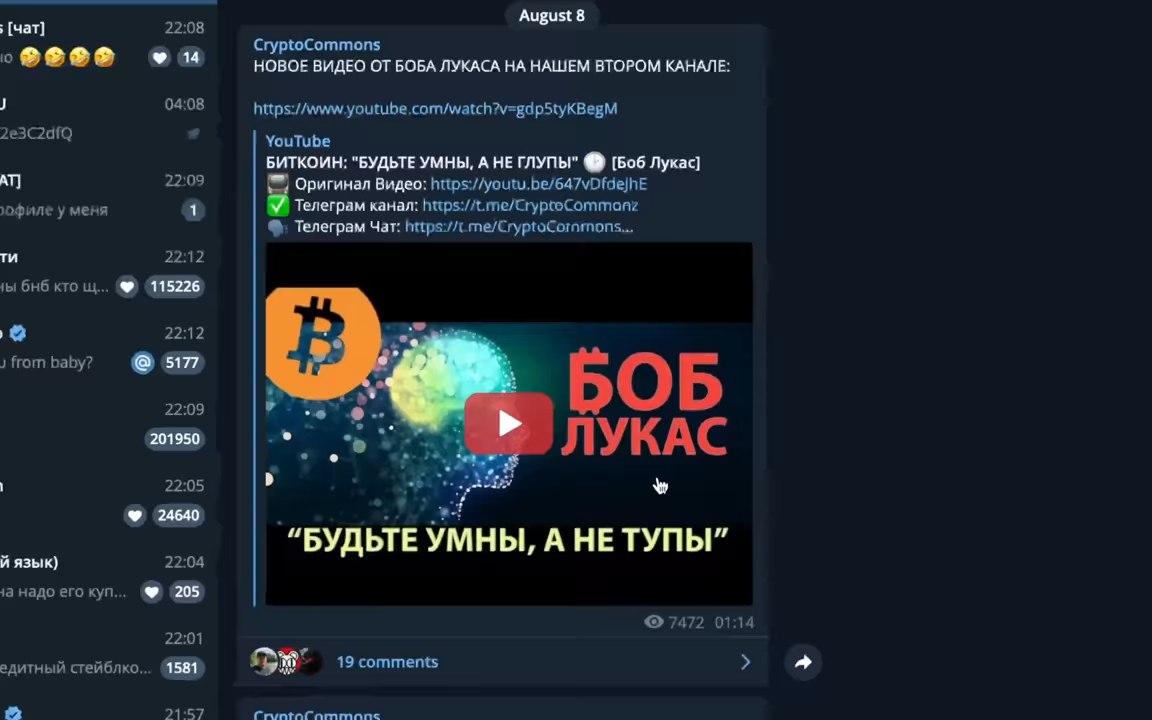 August 8
s [чат]
22:08
ю 🤣🤣🤣🤣
14
J
04:08
2e3C2dfQ
АТ]
22:09
рофиле у меня
1
ти
22:12
ны бнб кто щ...
115226
22:12
u from baby?
@
5177
22:09
201950
n
22:05
24640
й язык)
22:04
на надо его куп...
205
22:01
едитный стейблко...
1581
21:57
CryptoCommons
НОВОЕ ВИДЕО ОТ БОБА ЛУКАСА НА НАШЕМ ВТОРОМ КАНАЛЕ:
https://www.youtube.com/watch?v=gdp5tyKBegM
YouTube
БИТКОИН: "БУДЬТЕ УМНЫ, А НЕ ГЛУПЫ" 🕑 [Боб Лукас]
Оригинал Видео: https://youtu.be/647vDfdeJhE
✅ Телеграм канал: https://t.me/CryptoCommonz
🗣 Телеграм Чат: https://t.me/CryptoCommons...
БОБ
ЛУКАС
“БУДЬТЕ УМНЫ, А НЕ ТУПЫ”
7472 01:14
19 comments
CryptoCommons